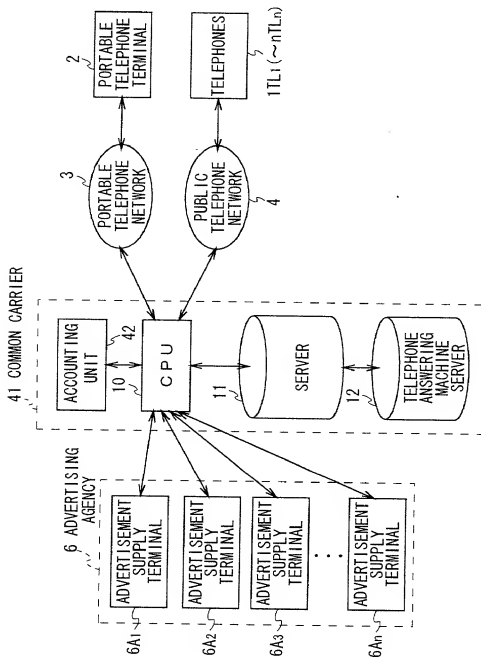 41 COMMON CARRIER
ACCOUNTING
UNIT
42
10
CPU
11
SERVER
12
TELEPHONE
ANSWERING
MACHINE
SERVER
3
PORTABLE
TELEPHONE
NETWORK
2
PORTABLE
TELEPHONE
TERMINAL
PUBLIC
TELEPHONE
NETWORK
4
TELEPHONES
1TL1 (~nTLn)
6 ADVERTISING
AGENCY
ADVERTISEMENT
SUPPLY
TERMINAL
6A1
ADVERTISEMENT
SUPPLY
TERMINAL
6A2
ADVERTISEMENT
SUPPLY
TERMINAL
6A3
ADVERTISEMENT
SUPPLY
TERMINAL
6An